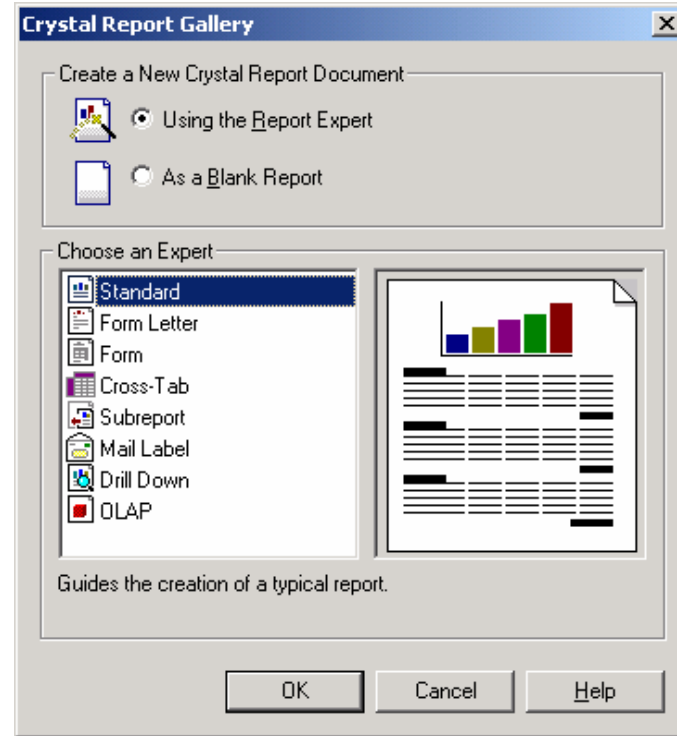 Crystal Report Gallery
Create a New Crystal Report Document
Using the Report Expert
As a Blank Report
Choose an Expert
Standard
Form Letter
Form
Cross-Tab
Subreport
Mail Label
Drill Down
OLAP
Guides the creation of a typical report.
OK Cancel Help